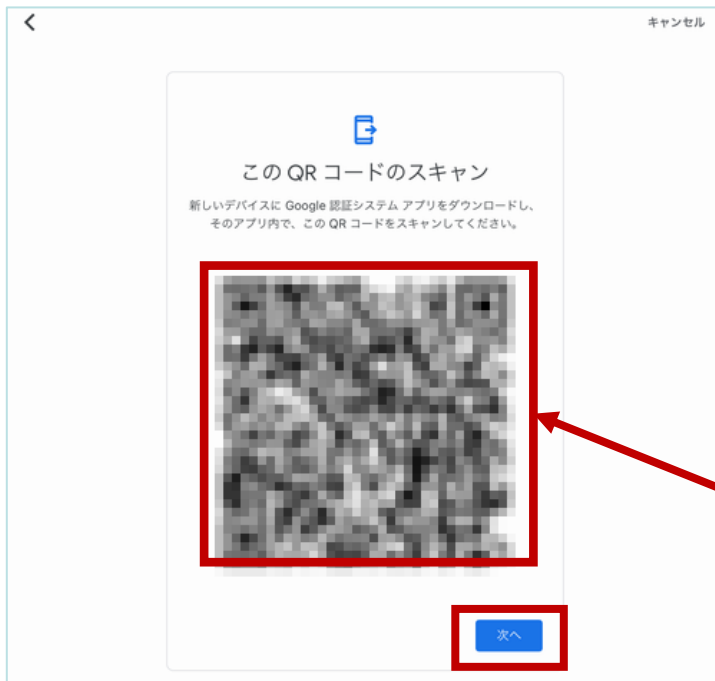 キャンセル
この QR コードのスキャン
新しいデバイスに Google 認証システム アプリをダウンロードし、
そのアプリ内で、この QR コードをスキャンしてください。
次へ